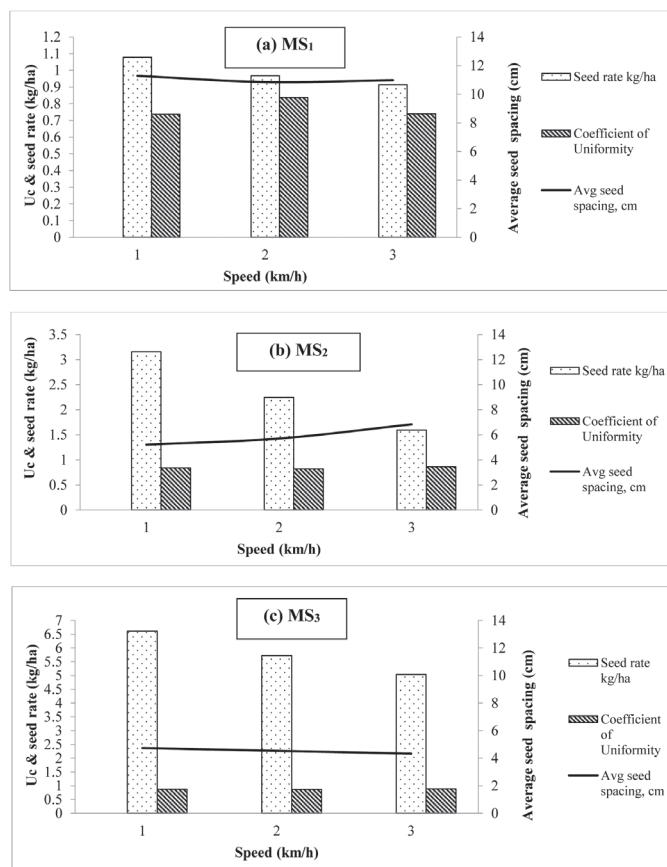 (a) MS1
Uc & seed rate (kg/ha)
1.2
1.1
1
0.9
0.8
0.7
0.6
0.5
0.4
0.3
0.2
0.1
0
14
12
10
8
6
4
2
0
Average seed spacing (cm)
1 2 3
Speed (km/h)
Seed rate kg/ha
Coefficient of
Uniformity
Avg seed
spacing, cm
(b) MS2
Uc & seed rate (kg/ha)
3.5
3
2.5
2
1.5
1
0.5
0
14
12
10
8
6
4
2
0
Average seed spacing (cm)
1 2 3
Speed (km/h)
Seed rate kg/ha
Coefficient of
Uniformity
Avg seed
spacing, cm
(c) MS3
Uc & seed rate (kg/ha)
7
6.5
6
5.5
5
4.5
4
3.5
3
2.5
2
1.5
1
0.5
0
14
12
10
8
6
4
2
0
Average seed spacing (cm)
1 2 3
Speed (km/h)
Seed rate
kg/ha
Coefficient
of
Uniformity
Avg seed
spacing, cm